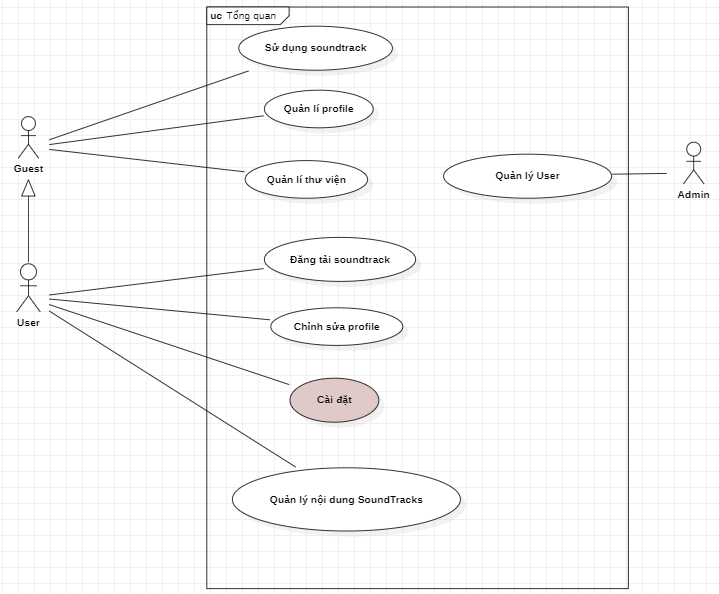 uc Tổng quan
Sử dụng soundtrack
Quản lí profile
Guest
Quản lí thư viện
Quản lý User
Admin
Đăng tải soundtrack
User
Chỉnh sửa profile
Cài đặt
Quản lý nội dung SoundTracks